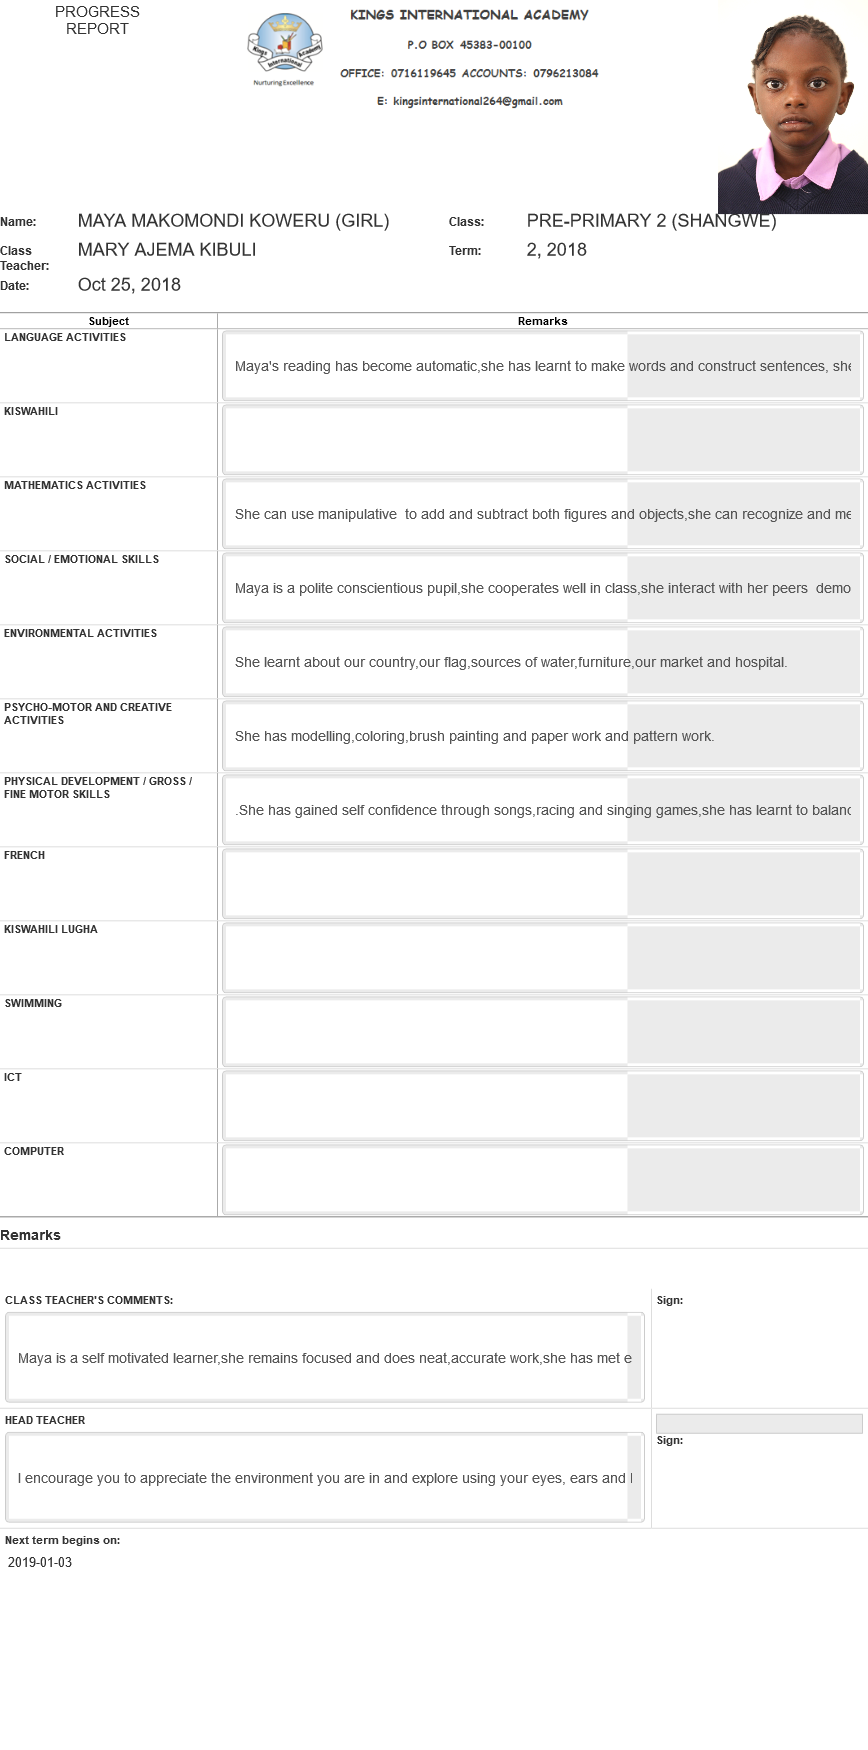 PROGRESS
REPORT
Kings Academy
International
Nurturing Excellence
KINGS INTERNATIONAL ACADEMY
P.O BOX 45383-00100
OFFICE: 0716119645 ACCOUNTS: 0796213084
E: kingsinternational264@gmail.com
Name: MAYA MAKOMONDI KOWERU (GIRL) Class: PRE-PRIMARY 2 (SHANGWE)
Class Teacher: MARY AJEMA KIBULI Term: 2, 2018
Date: Oct 25, 2018
Subject Remarks
LANGUAGE ACTIVITIES
Maya's reading has become automatic,she has learnt to make words and construct sentences, she
KISWAHILI
MATHEMATICS ACTIVITIES
She can use manipulative  to add and subtract both figures and objects,she can recognize and me
SOCIAL / EMOTIONAL SKILLS
Maya is a polite conscientious pupil,she cooperates well in class,she interact with her peers  demo
ENVIRONMENTAL ACTIVITIES
She learnt about our country,our flag,sources of water,furniture,our market and hospital.
PSYCHO-MOTOR AND CREATIVE
ACTIVITIES
She has modelling,coloring,brush painting and paper work and pattern work.
PHYSICAL DEVELOPMENT / GROSS /
FINE MOTOR SKILLS
.She has gained self confidence through songs,racing and singing games,she has learnt to balanc
FRENCH
KISWAHILI LUGHA
SWIMMING
ICT
COMPUTER
Remarks
CLASS TEACHER'S COMMENTS: Sign:
Maya is a self motivated learner,she remains focused and does neat,accurate work,she has met e
HEAD TEACHER
Sign:
I encourage you to appreciate the environment you are in and explore using your eyes, ears and
Next term begins on:
2019-01-03